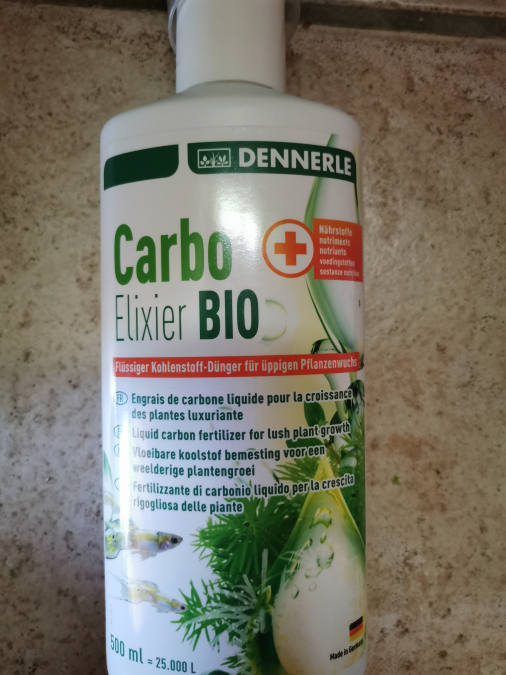 DENNERLE
Carbo
Elixier BIO
Nährstoffe
nutriments
nutrients
voedingsstoffen
sostanze
Flüssiger Kohlenstoff-Dünger für üppigen Pflanzenwuchs
FR Engrais de carbone liquide pour la croissance
des plantes luxuriante
Liquid carbon fertilizer for lush plant growth
Vloeibare koolstof bemesting voor een
weelderige plantengroei
Fertilizzante di carbonio liquido per la crescita
rigogliosa delle piante
500 ml = 25.000 L
Made in Germany